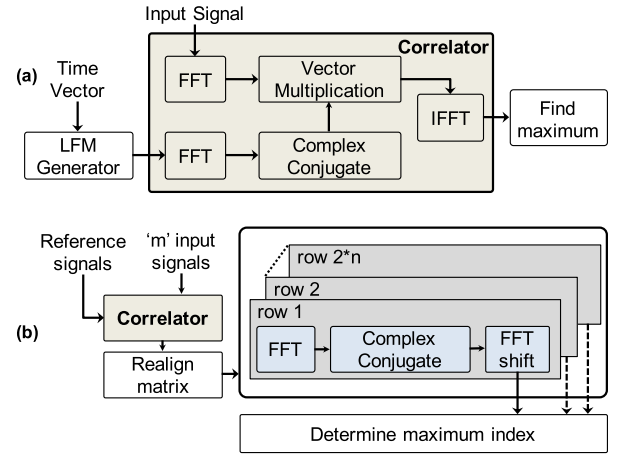 Input Signal
Correlator
(a)
Time
Vector
FFT
Vector
Multiplication
IFFT
Find
maximum
LFM
Generator
FFT
Complex
Conjugate
Reference
signals
‘m’ input
signals
(b)
Correlator
Realign
matrix
row 2*n
row 2
row 1
FFT
Complex
Conjugate
FFT
shift
Determine maximum index